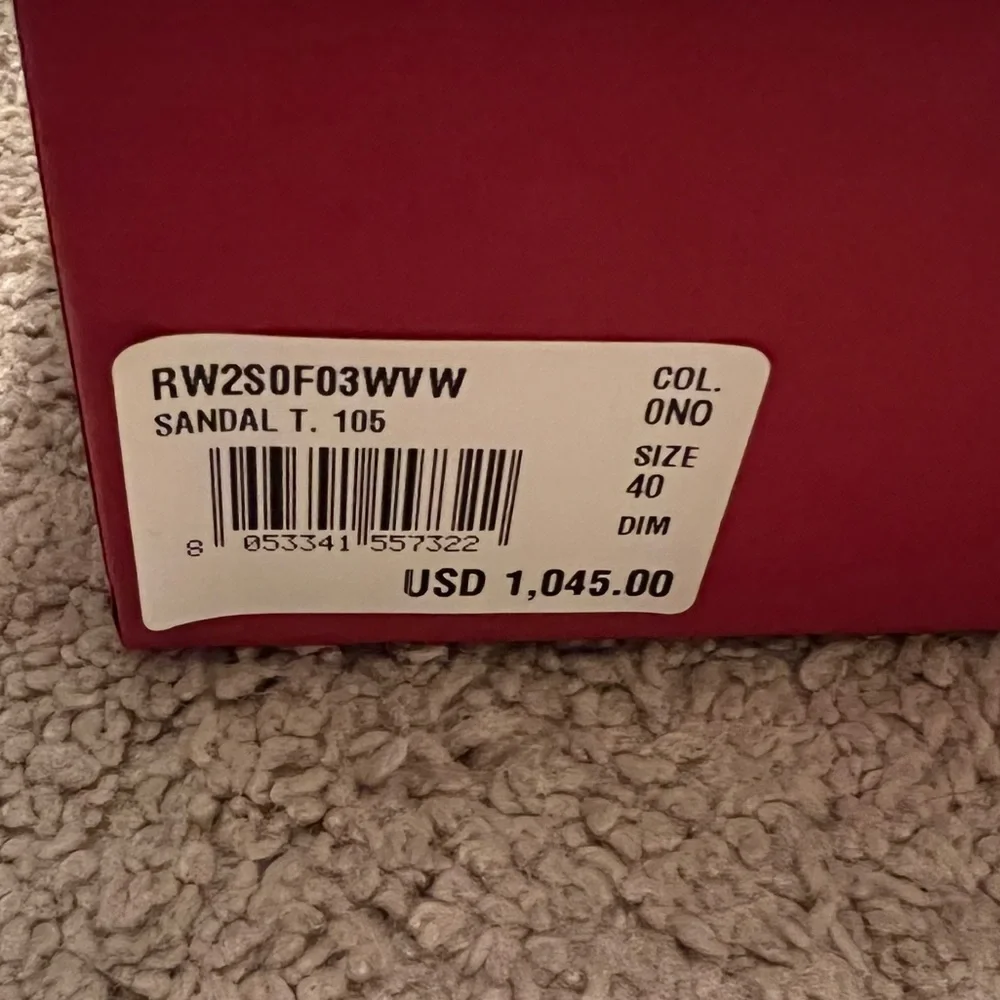 RW2S0F03WVW
SANDAL T. 105
COL.
0NO
SIZE
40
DIM
8 053341 557322
USD 1,045.00